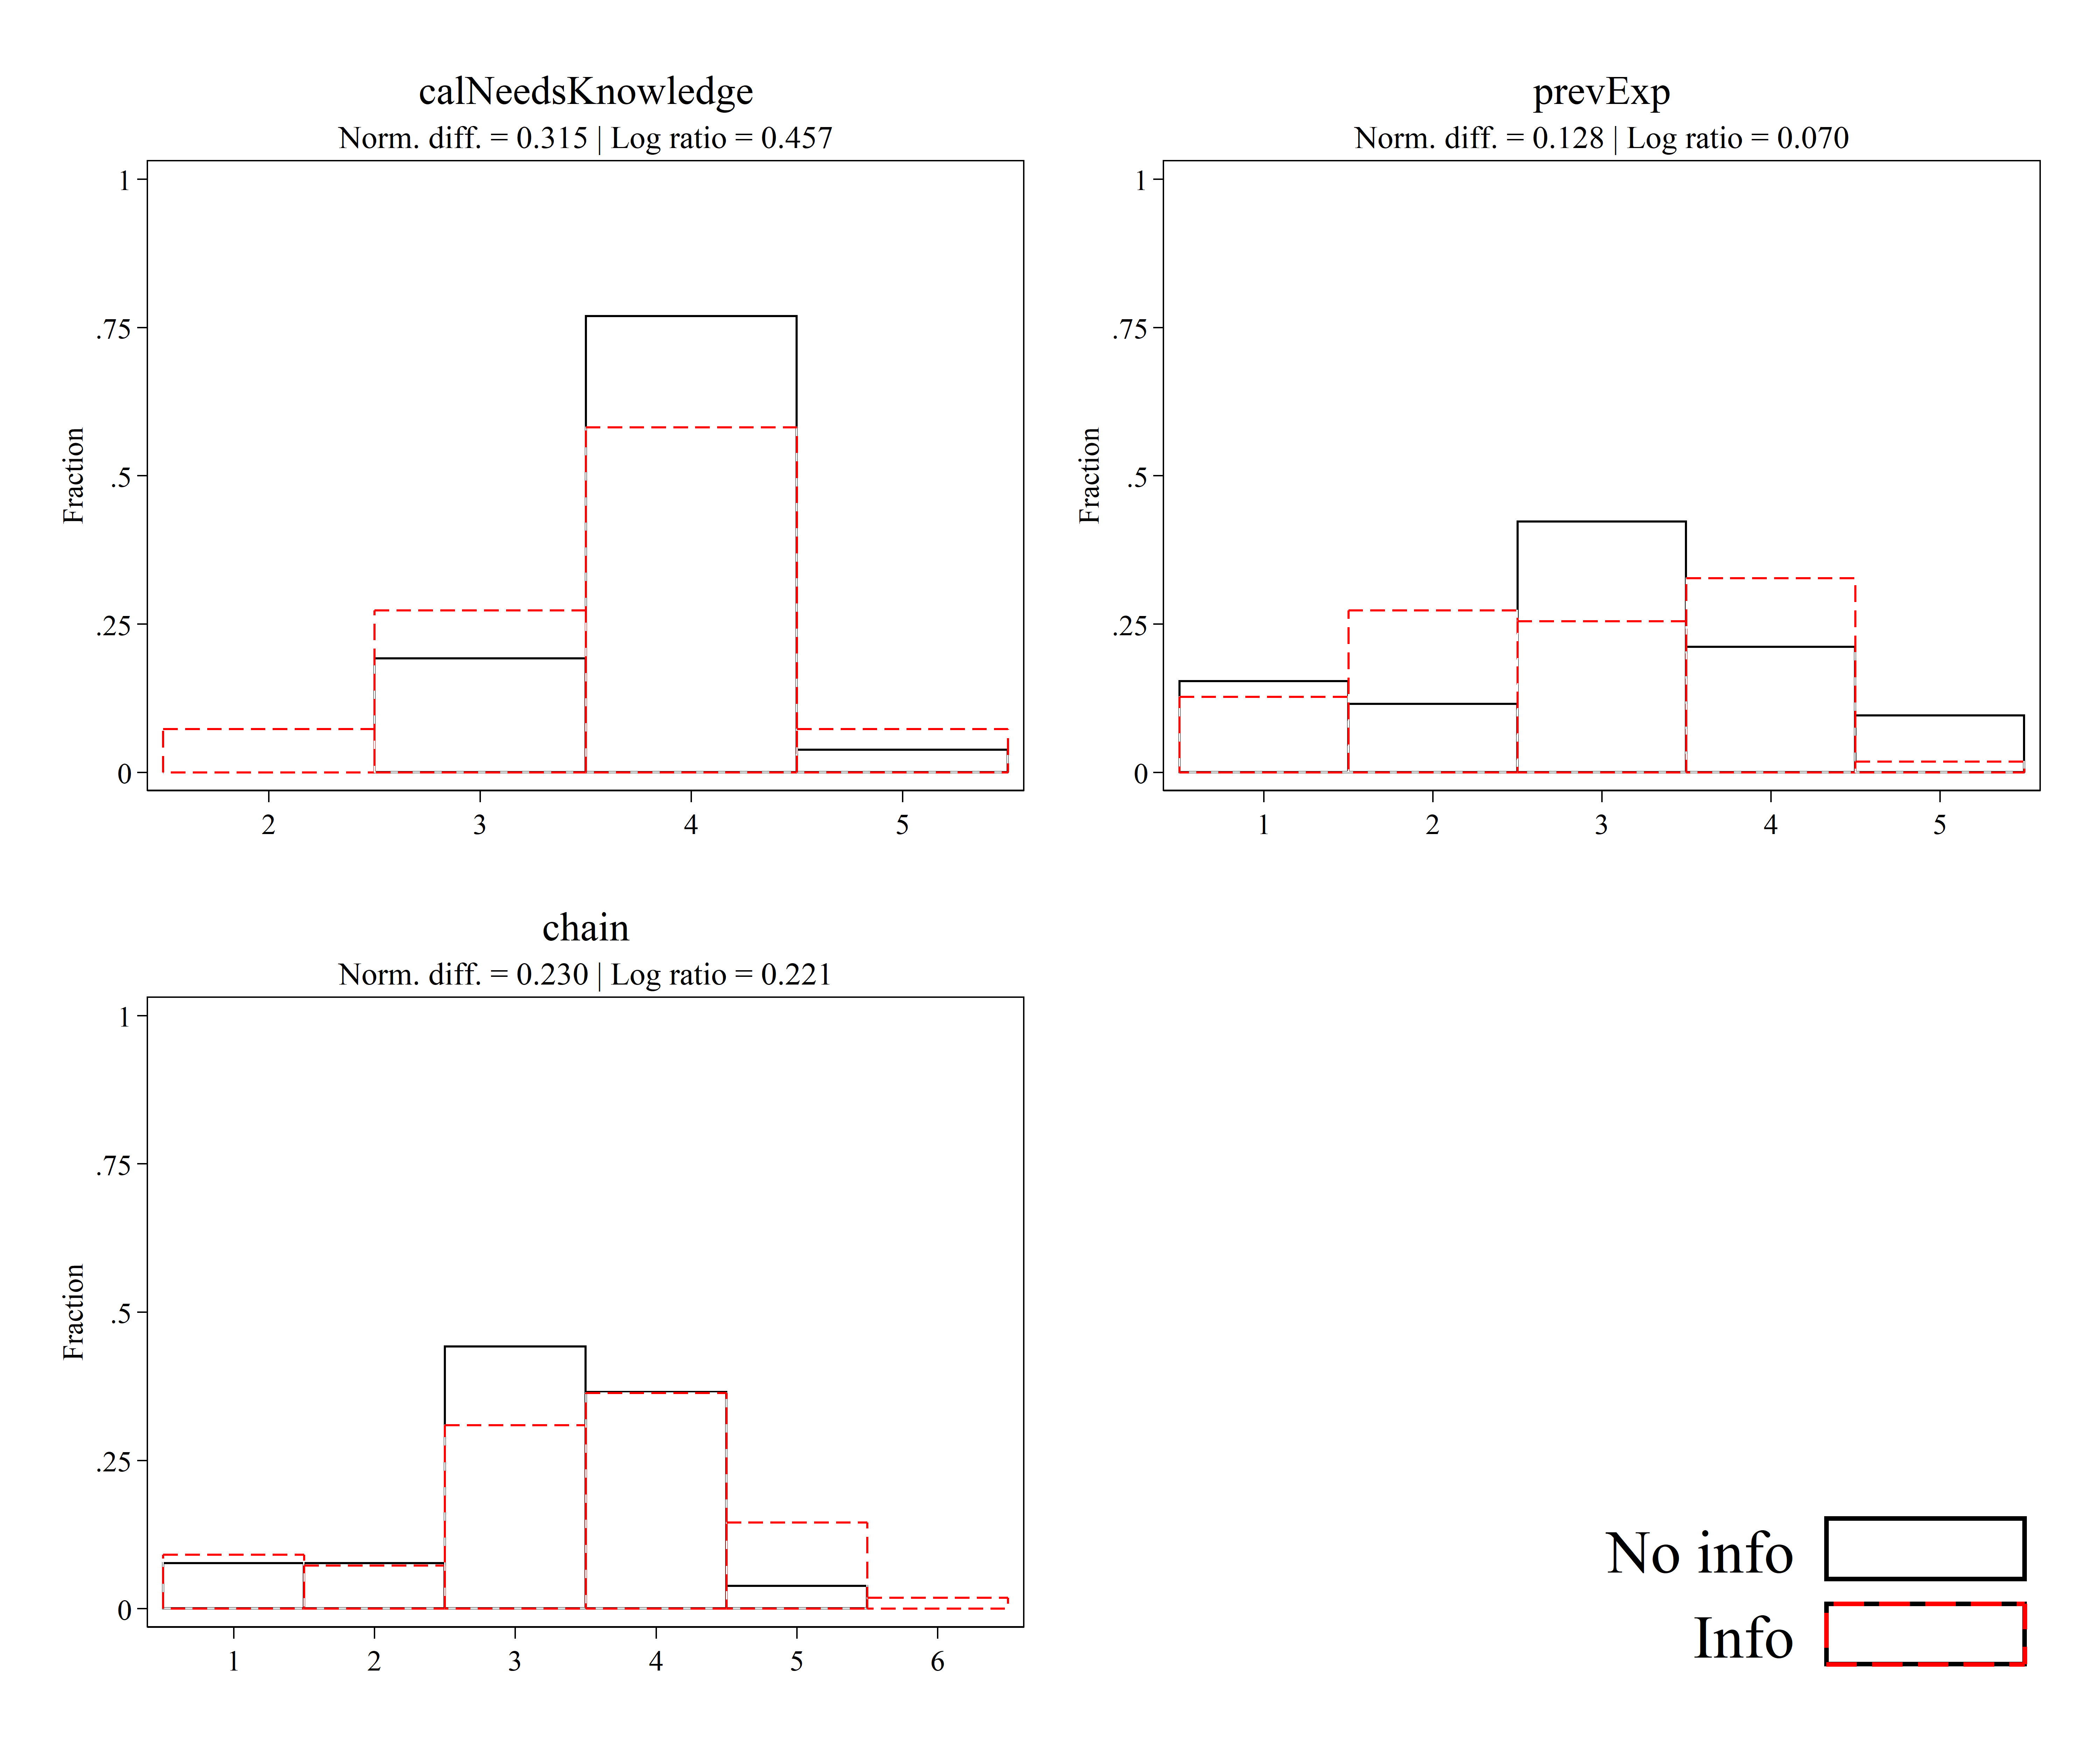 calNeedsKnowledge
Norm. diff. = 0.315 | Log ratio = 0.457
1
.75
.5
.25
0
Fraction
2 3 4 5
prevExp
Norm. diff. = 0.128 | Log ratio = 0.070
1
.75
.5
.25
0
Fraction
1 2 3 4 5
chain
Norm. diff. = 0.230 | Log ratio = 0.221
1
.75
.5
.25
0
Fraction
1 2 3 4 5 6
No info
Info